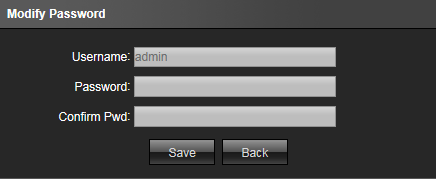 Modify Password
Username: admin
Password:
Confirm Pwd:
Save Back